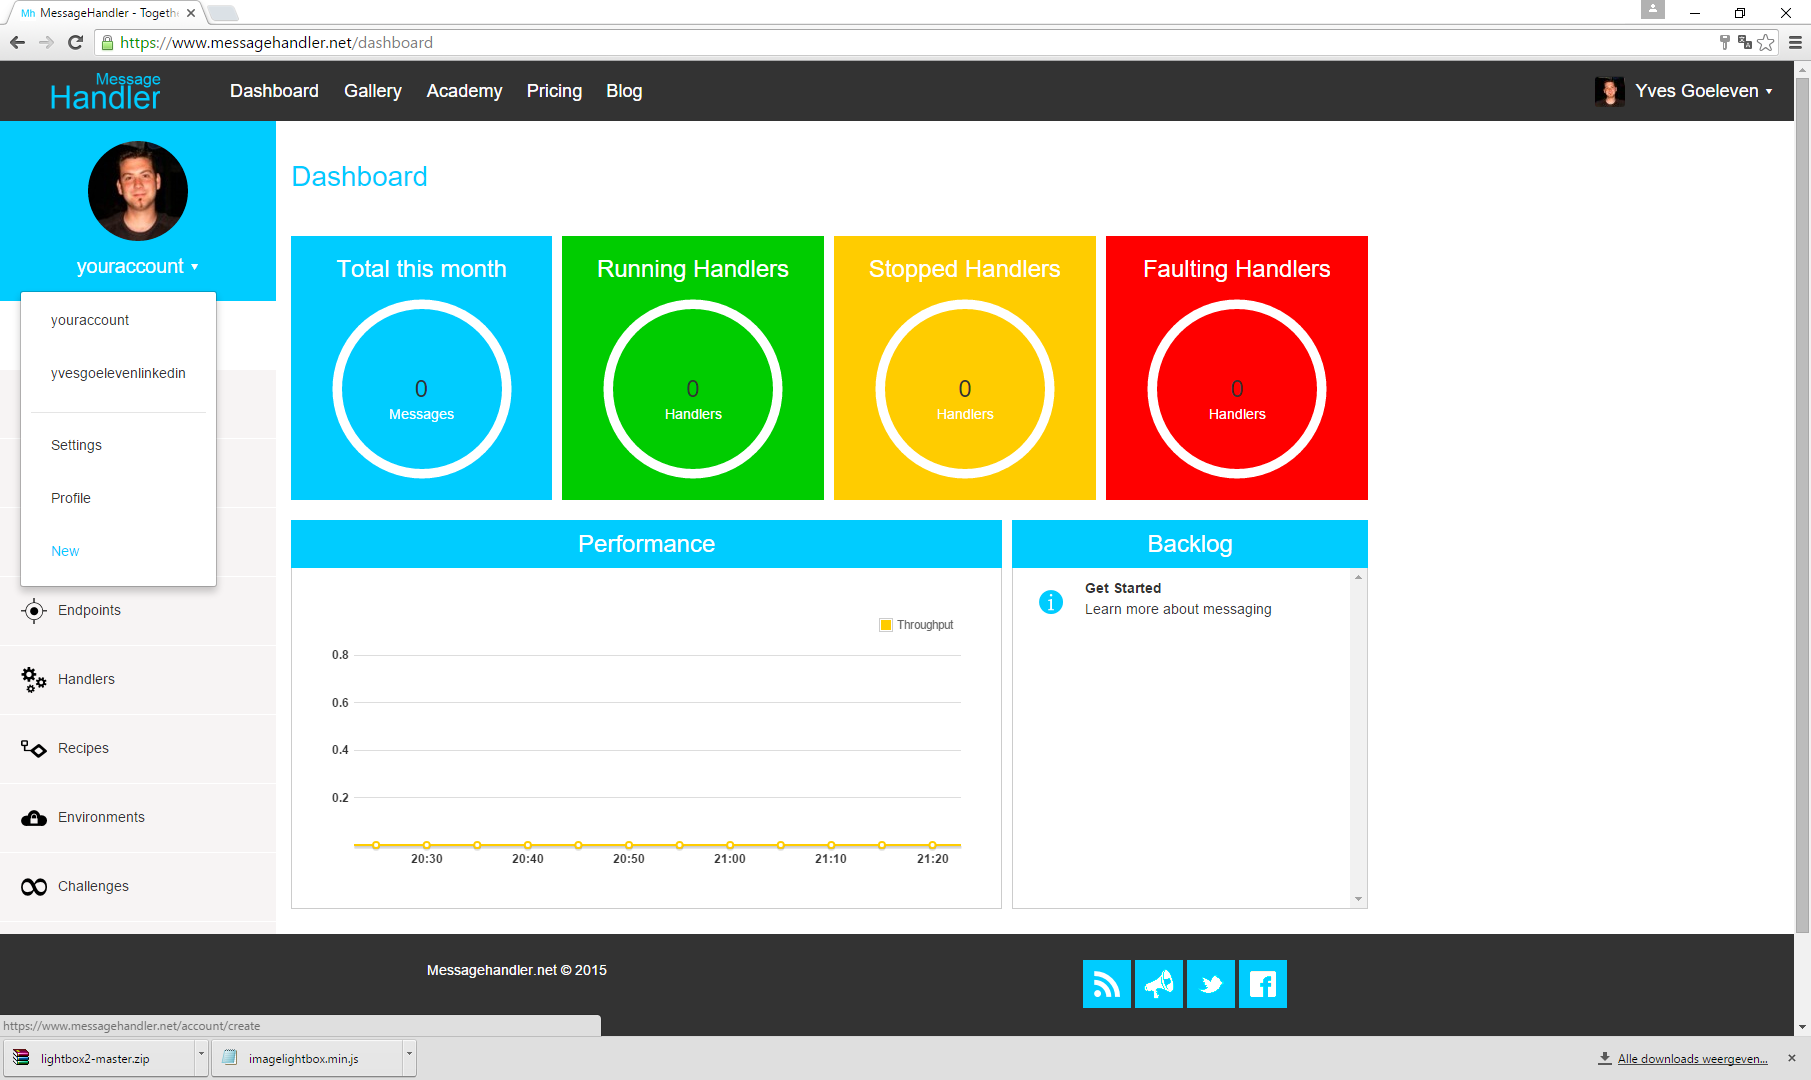 Mh MessageHandler - Togeth
https://www.messagehandler.net/dashboard
Message
Handler
Dashboard Gallery Academy Pricing Blog
Yves Goeleven
youraccount
youraccount
yvesgoelevenlinkedin
Settings
Profile
New
Endpoints
Handlers
Recipes
Environments
Challenges
Dashboard
Total this month
0
Messages
Running Handlers
0
Handlers
Stopped Handlers
0
Handlers
Faulting Handlers
0
Handlers
Performance
Throughput
0.8
0.6
0.4
0.2
20:30 20:40 20:50 21:00 21:10 21:20
Backlog
Get Started
Learn more about messaging
Messagehandler.net © 2015
https://www.messagehandler.net/account/create
lightbox2-master.zip
imagelightbox.min.js
Alle downloads weergeven...